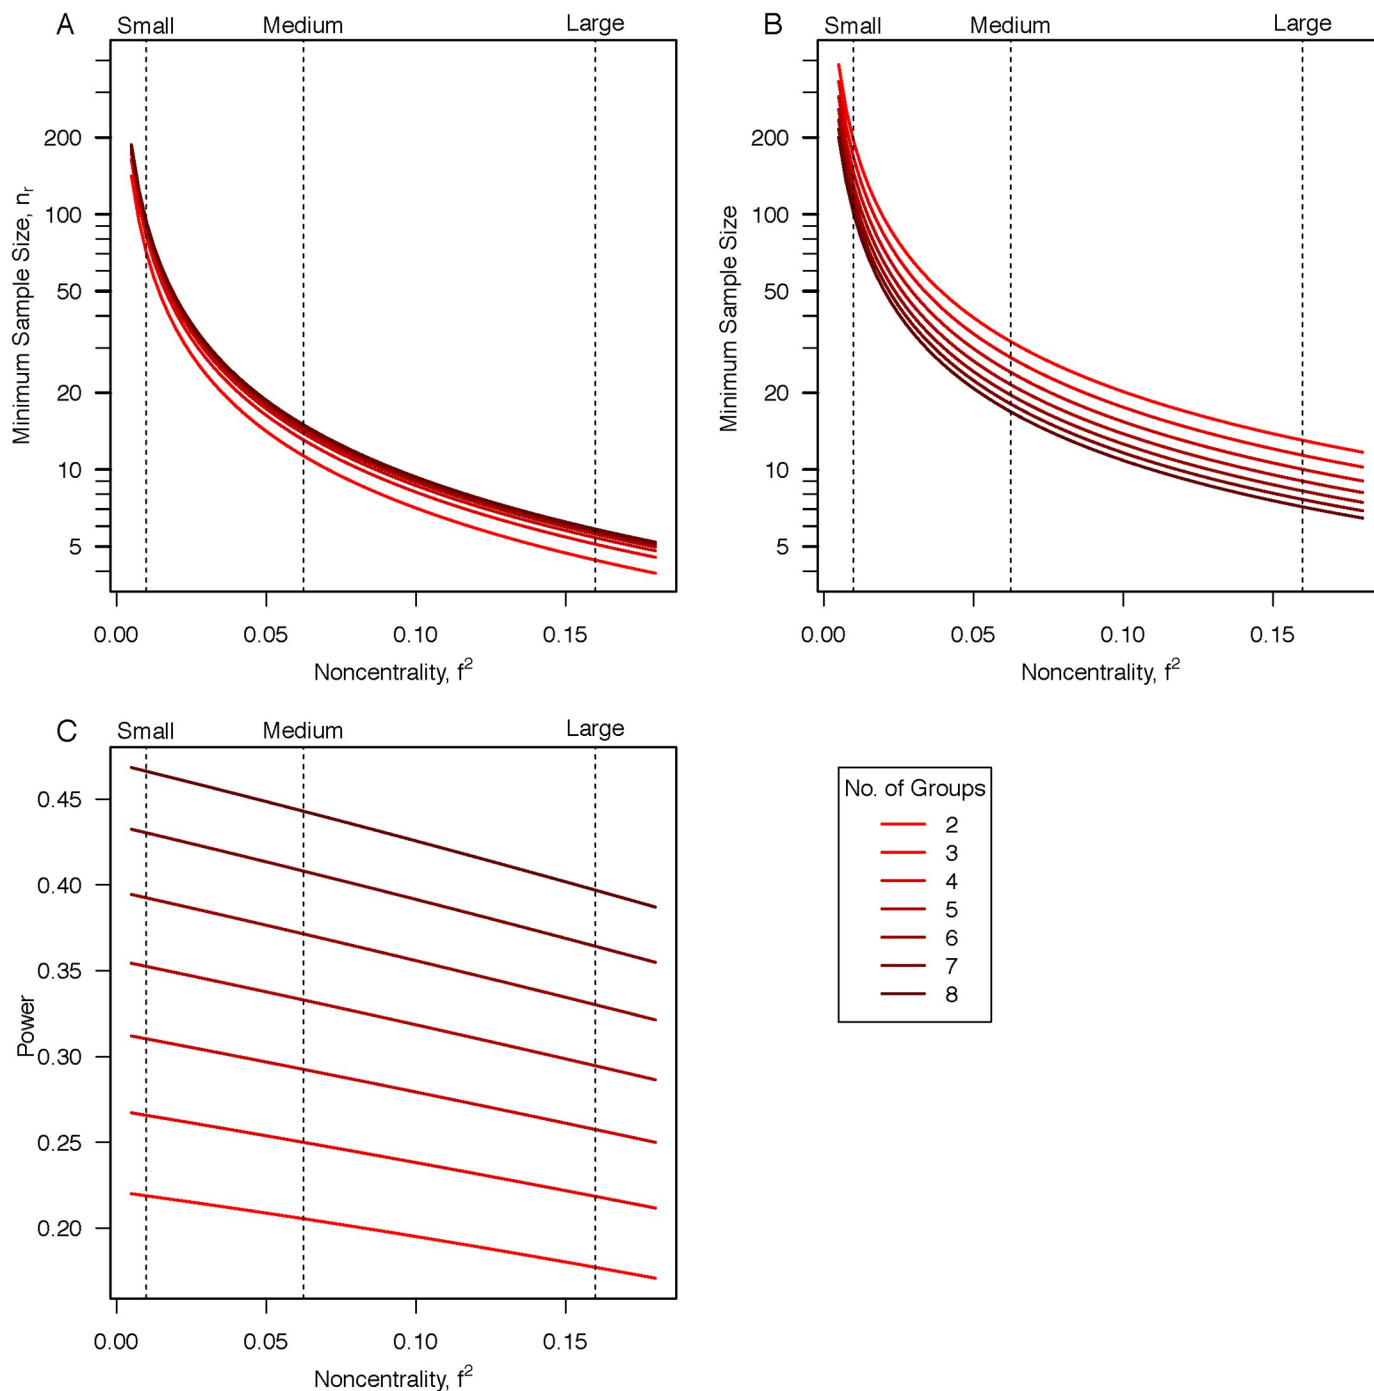 A
Small Medium Large
Minimum Sample Size, nᵣ
200
100
50
20
10
5
0.00 0.05 0.10 0.15
Noncentrality, f²
B
Small Medium Large
Minimum Sample Size
200
100
50
20
10
5
0.00 0.05 0.10 0.15
Noncentrality, f²
C
Small Medium Large
Power
0.45
0.40
0.35
0.30
0.25
0.20
0.00 0.05 0.10 0.15
Noncentrality, f²
No. of Groups
2
3
4
5
6
7
8